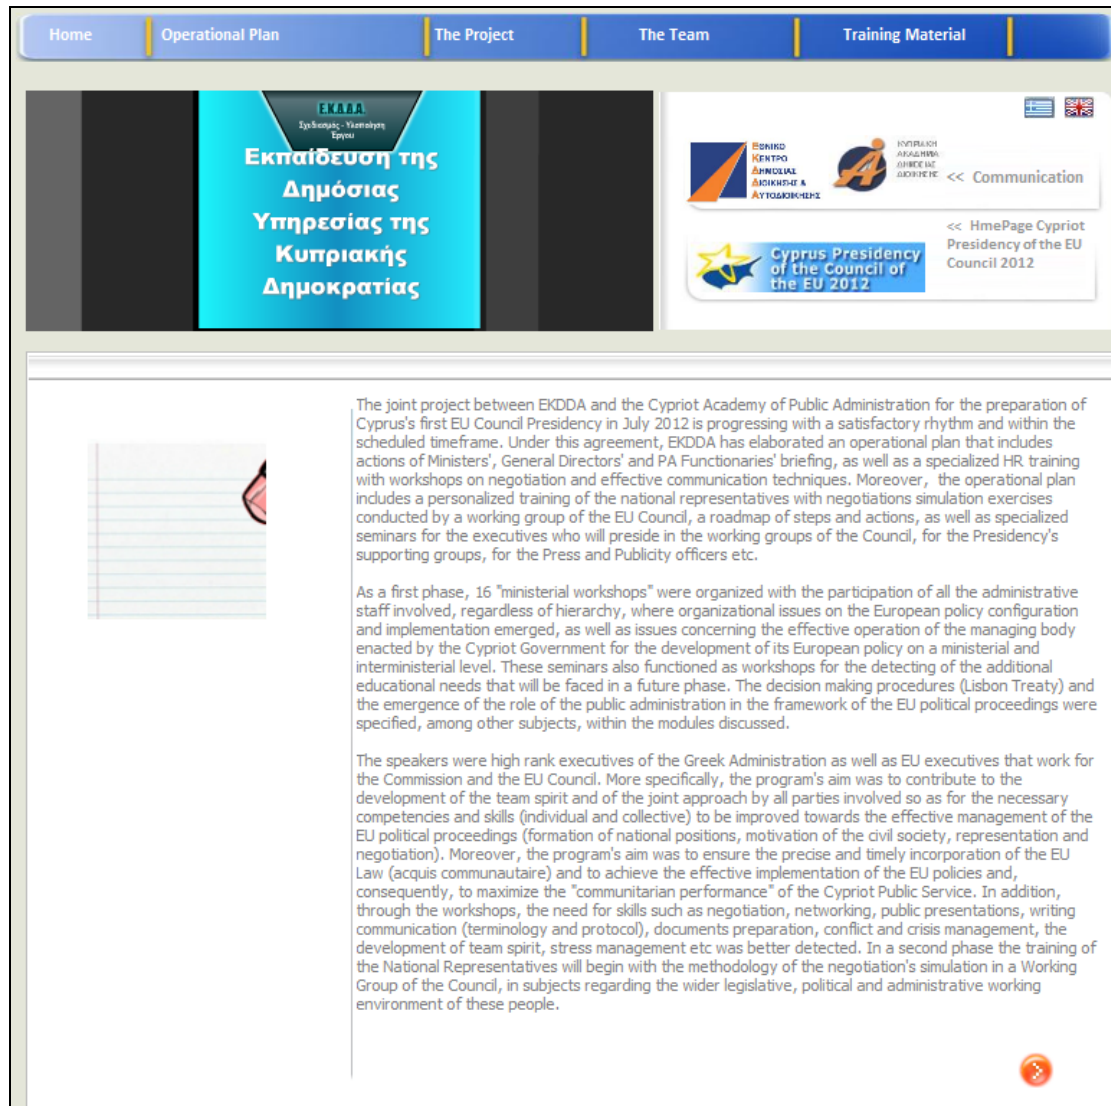 Home Operational Plan The Project The Team Training Material
Ε.Κ.Δ.Δ.Α.
Σχεδιασμός - Υλοποίηση
Έργου
Εκπαίδευση της
Δημόσιας
Υπηρεσίας της
Κυπριακής
Δημοκρατίας
ΕΘΝΙΚΟ
ΚΕΝΤΡΟ
ΔΗΜΟΣΙΑΣ
ΔΙΟΙΚΗΣΗΣ &
ΑΥΤΟΔΙΟΙΚΗΣΗΣ
ΚΥΠΡΙΑΚΗ
ΑΚΑΔΗΜΙΑ
ΔΗΜΟΣΙΑΣ
ΔΙΟΙΚΗΣΗΣ
<< Communication
<< HmePage Cypriot
Presidency of the EU
Council 2012
Cyprus Presidency
of the Council of
the EU 2012
The joint project between EKDDA and the Cypriot Academy of Public Administration for the preparation of
Cyprus's first EU Council Presidency in July 2012 is progressing with a satisfactory rhythm and within the
scheduled timeframe. Under this agreement, EKDDA has elaborated an operational plan that includes
actions of Ministers', General Directors' and PA Functionaries' briefing, as well as a specialized HR training
with workshops on negotiation and effective communication techniques. Moreover, the operational plan
includes a personalized training of the national representatives with negotiations simulation exercises
conducted by a working group of the EU Council, a roadmap of steps and actions, as well as specialized
seminars for the executives who will preside in the working groups of the Council, for the Presidency's
supporting groups, for the Press and Publicity officers etc.
As a first phase, 16 "ministerial workshops" were organized with the participation of all the administrative
staff involved, regardless of hierarchy, where organizational issues on the European policy configuration
and implementation emerged, as well as issues concerning the effective operation of the managing body
enacted by the Cypriot Government for the development of its European policy on a ministerial and
interministerial level. These seminars also functioned as workshops for the detecting of the additional
educational needs that will be faced in a future phase. The decision making procedures (Lisbon Treaty) and
the emergence of the role of the public administration in the framework of the EU political proceedings were
specified, among other subjects, within the modules discussed.
The speakers were high rank executives of the Greek Administration as well as EU executives that work for
the Commission and the EU Council. More specifically, the program's aim was to contribute to the
development of the team spirit and of the joint approach by all parties involved so as for the necessary
competencies and skills (individual and collective) to be improved towards the effective management of the
EU political proceedings (formation of national positions, motivation of the civil society, representation and
negotiation). Moreover, the program's aim was to ensure the precise and timely incorporation of the EU
Law (acquis communautaire) and to achieve the effective implementation of the EU policies and,
consequently, to maximize the "communitarian performance" of the Cypriot Public Service. In addition,
through the workshops, the need for skills such as negotiation, networking, public presentations, writing
communication (terminology and protocol), documents preparation, conflict and crisis management, the
development of team spirit, stress management etc was better detected. In a second phase the training of
the National Representatives will begin with the methodology of the negotiation's simulation in a Working
Group of the Council, in subjects regarding the wider legislative, political and administrative working
environment of these people.